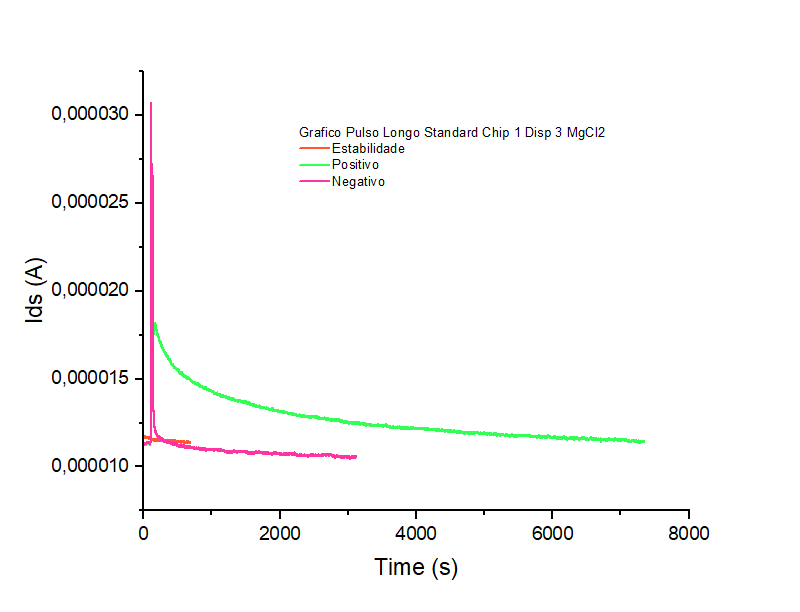 Grafico Pulso Longo Standard Chip 1 Disp 3 MgCl2
Estabilidade
Positivo
Negativo
0,000030
0,000025
0,000020
0,000015
0,000010
Ids (A)
0 2000 4000 6000 8000
Time (s)